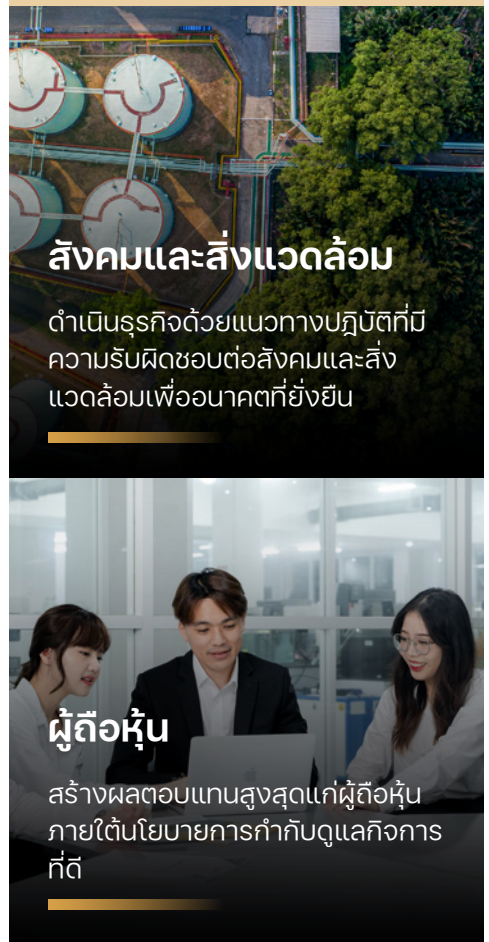 สังคมและสิ่งแวดล้อม
ดำเนินธุรกิจด้วยแนวทางปฏิบัติที่มี
ความรับผิดชอบต่อสังคมและสิ่ง
แวดล้อมเพื่ออนาคตที่ยั่งยืน
ผู้ถือหุ้น
สร้างผลตอบแทนสูงสุดแก่ผู้ถือหุ้น
ภายใต้นโยบายการกำกับดูแลกิจการ
ที่ดี